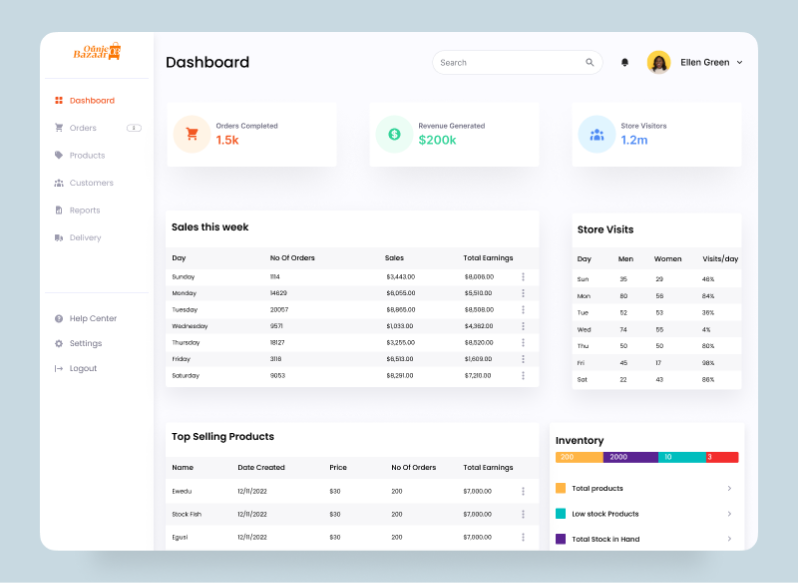 Oúnje
Bazaar
Dashboard
Search
Ellen Green
Dashboard
Orders
Products
Customers
Reports
Delivery
Help Center
Settings
Logout
Orders Completed
1.5k
Revenue Generated
$200k
Store Visitors
1.2m
Sales this week
Day No Of Orders Sales Total Earnings
Sunday 1114 $3,443.00 $8,006.00
Monday 14629 $6,055.00 $5,510.00
Tuesday 20057 $8,865.00 $8,508.00
Wednesday 9571 $1,033.00 $4,362.00
Thursday 18127 $3,255.00 $8,520.00
Friday 3118 $6,513.00 $1,609.00
Saturday 9053 $8,291.00 $7,210.00
Store Visits
Day Men Women Visits/day
Sun 35 29 46%
Mon 80 56 84%
Tue 52 53 36%
Wed 74 55 4%
Thu 50 50 80%
Fri 45 17 98%
Sat 22 43 86%
Top Selling Products
Name Date Created Price No Of Orders Total Earnings
Ewedu 12/11/2022 $30 200 $7,000.00
Stock Fish 12/11/2022 $30 200 $7,000.00
Egusi 12/11/2022 $30 200 $7,000.00
Inventory
200 2000 10 3
Total products
Low stock Products
Total Stock in Hand